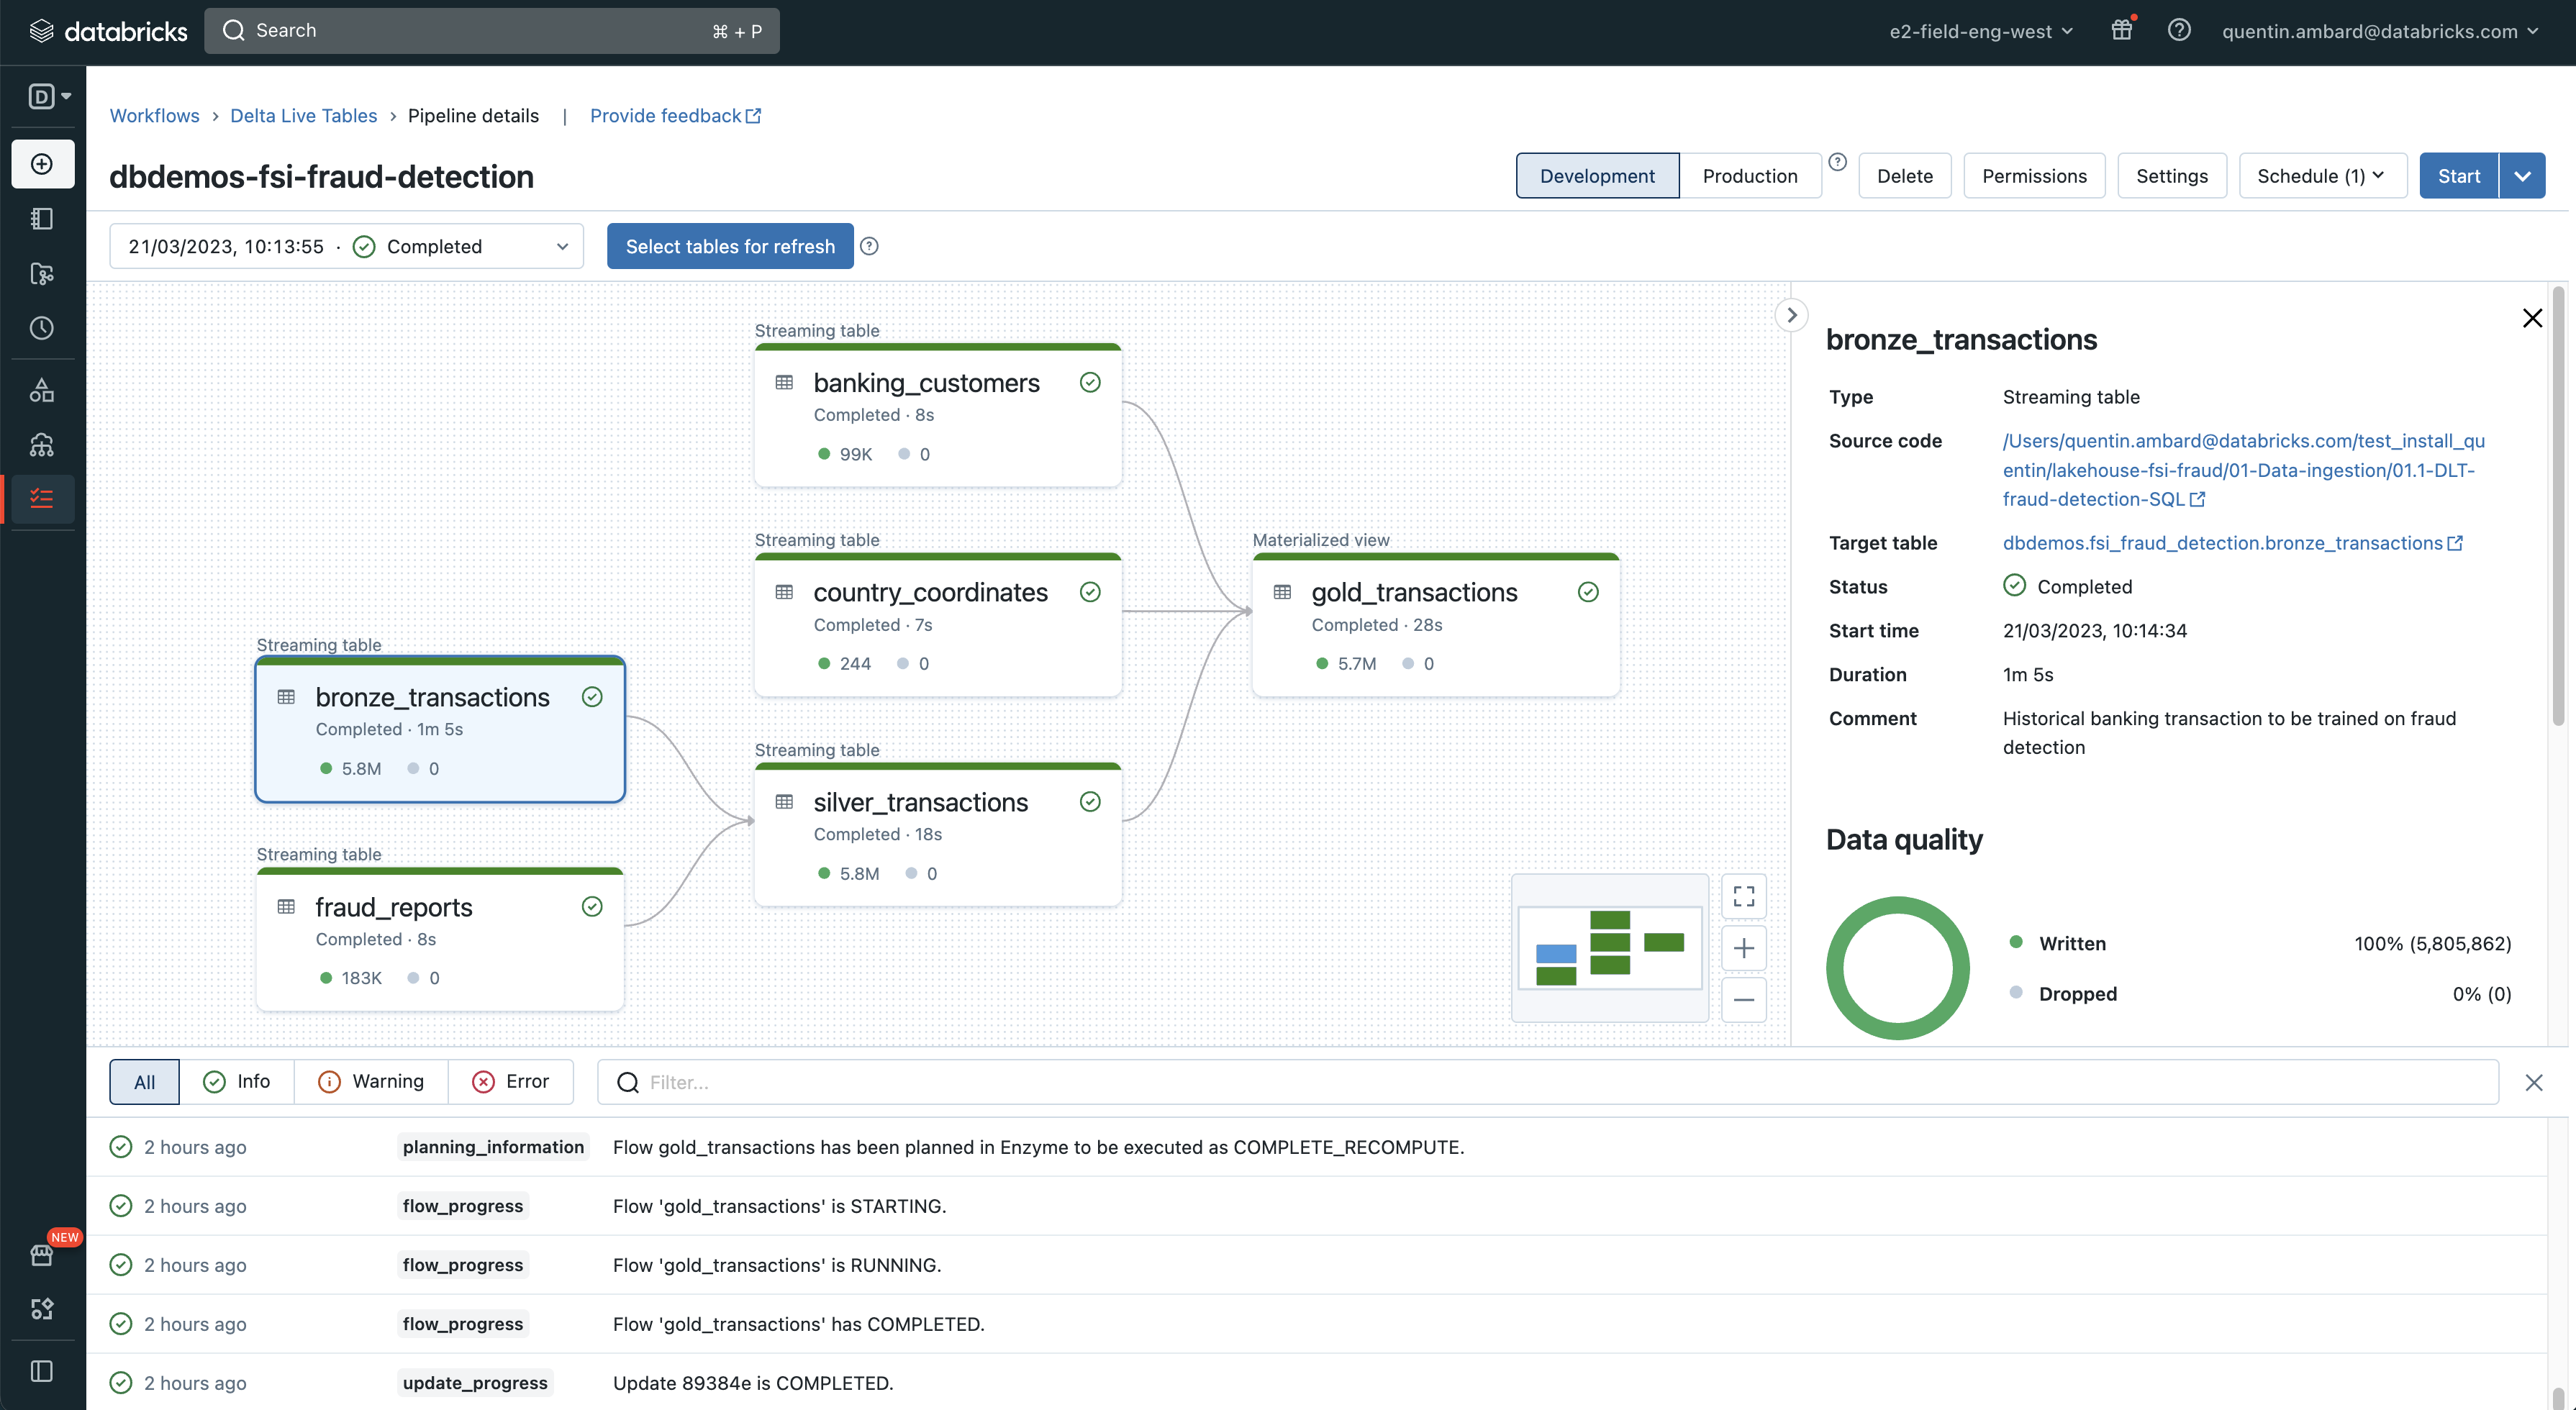 databricks
Search
⌘ + P
e2-field-eng-west
quentin.ambard@databricks.com
D
Workflows › Delta Live Tables › Pipeline details | Provide feedback
dbdemos-fsi-fraud-detection
Development
Production
Delete
Permissions
Settings
Schedule (1)
Start
21/03/2023, 10:13:55 · Completed
Select tables for refresh
Streaming table
banking_customers
Completed · 8s
99K 0
Streaming table
country_coordinates
Completed · 7s
244 0
Materialized view
gold_transactions
Completed · 28s
5.7M 0
Streaming table
bronze_transactions
Completed · 1m 5s
5.8M 0
Streaming table
silver_transactions
Completed · 18s
5.8M 0
Streaming table
fraud_reports
Completed · 8s
183K 0
bronze_transactions
Type Streaming table
Source code /Users/quentin.ambard@databricks.com/test_install_qu
entin/lakehouse-fsi-fraud/01-Data-ingestion/01.1-DLT-
fraud-detection-SQL
Target table dbdemos.fsi_fraud_detection.bronze_transactions
Status Completed
Start time 21/03/2023, 10:14:34
Duration 1m 5s
Comment Historical banking transaction to be trained on fraud
detection
Data quality
Written 100% (5,805,862)
Dropped 0% (0)
All
Info
Warning
Error
Filter...
2 hours ago planning_information Flow gold_transactions has been planned in Enzyme to be executed as COMPLETE_RECOMPUTE.
2 hours ago flow_progress Flow 'gold_transactions' is STARTING.
2 hours ago flow_progress Flow 'gold_transactions' is RUNNING.
2 hours ago flow_progress Flow 'gold_transactions' has COMPLETED.
2 hours ago update_progress Update 89384e is COMPLETED.
NEW